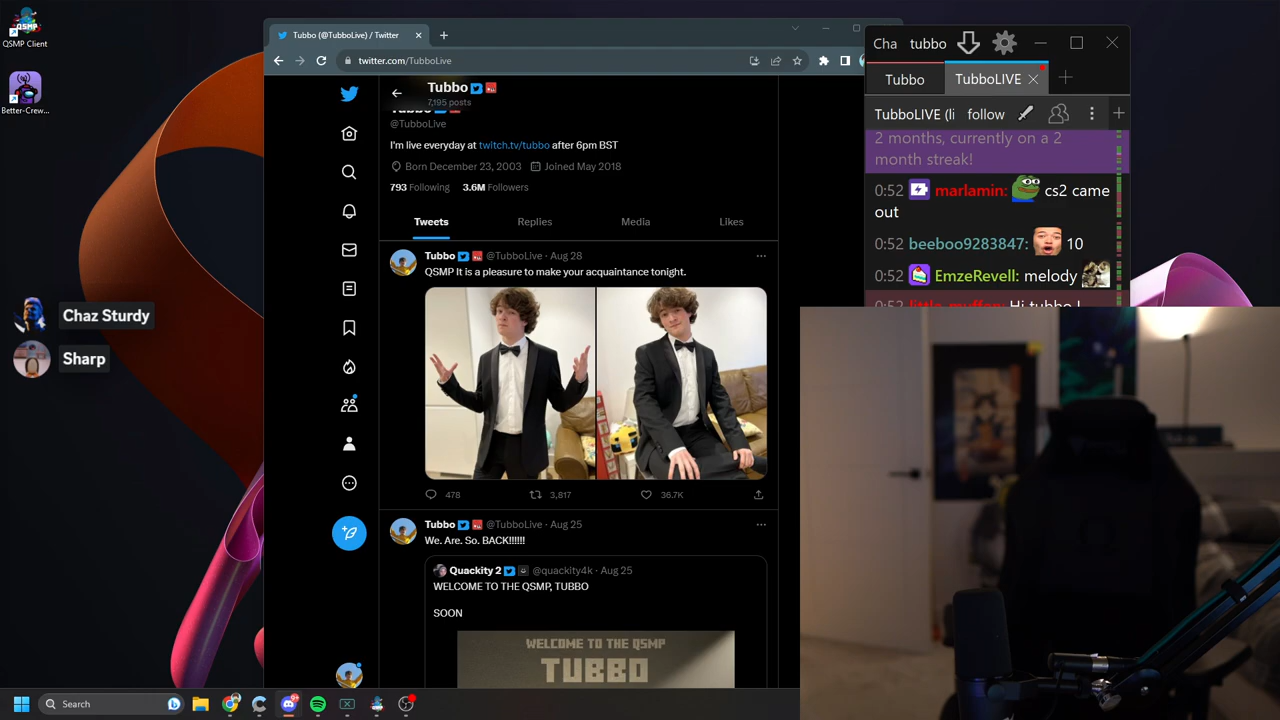 QSMP Client
Better-Crew...
Chaz Sturdy
Sharp
Tubbo (@TubboLive) / Twitter
twitter.com/TubboLive
Tubbo
7,195 posts
@TubboLive
I'm live everyday at twitch.tv/tubbo after 6pm BST
Born December 23, 2003 Joined May 2018
793 Following 3.6M Followers
Tweets Replies Media Likes
Tubbo @TubboLive · Aug 28
QSMP It is a pleasure to make your acquaintance tonight.
478 3,817 36.7K
Tubbo @TubboLive · Aug 25
We. Are. So. BACK!!!!!!
Quackity 2 @quackity4k · Aug 25
WELCOME TO THE QSMP, TUBBO
SOON
WELCOME TO THE QSMP
TUBBO
Cha tubbo
Tubbo TubboLIVE
TubboLIVE (li follow
2 months, currently on a 2
month streak!
0:52 marlamin: cs2 came
out
0:52 beeboo9283847: 10
0:52 EmzeRevell: melody
0:52 little_muffory: Hi tubbo !
Search